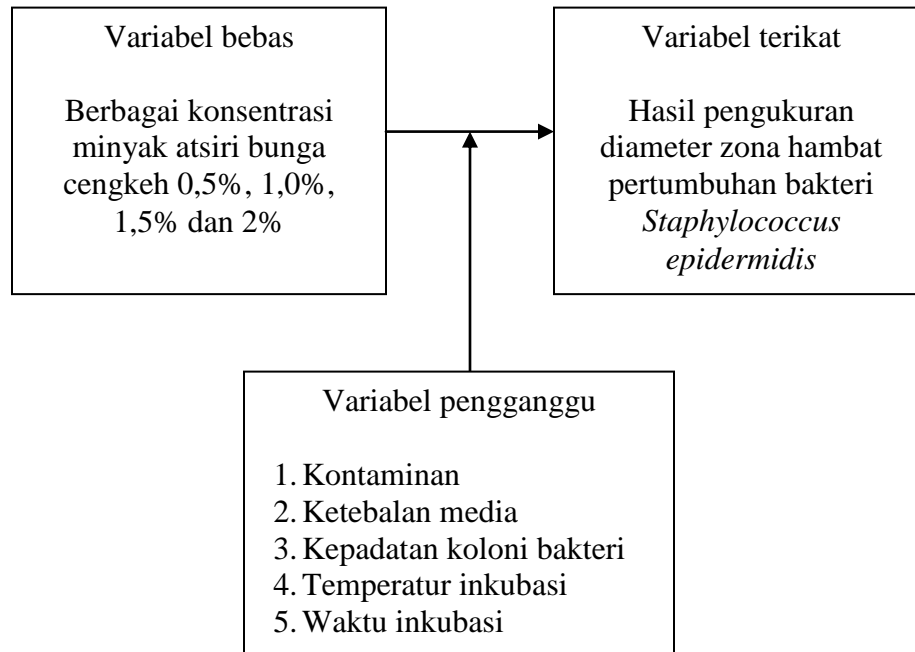 Variabel bebas
Berbagai konsentrasi
minyak atsiri bunga
cengkeh 0,5%, 1,0%,
1,5% dan 2%
Variabel terikat
Hasil pengukuran
diameter zona hambat
pertumbuhan bakteri
Staphylococcus
epidermidis
Variabel pengganggu
1. Kontaminan
2. Ketebalan media
3. Kepadatan koloni bakteri
4. Temperatur inkubasi
5. Waktu inkubasi